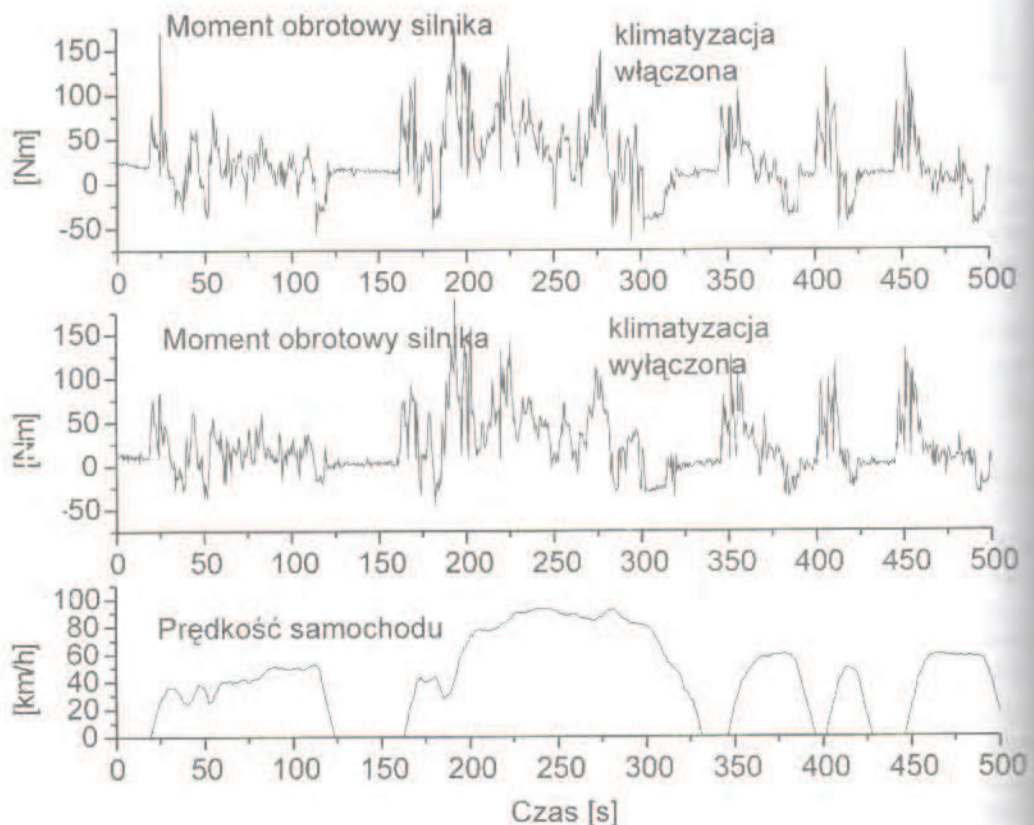 Moment obrotowy silnika
klimatyzacja
włączona
150
100
50
0
-50
[Nm]
0 50 100 150 200 250 300 350 400 450 500
Moment obrotowy silnika
klimatyzacja
wyłączona
150
100
50
0
-50
[Nm]
0 50 100 150 200 250 300 350 400 450 500
Prędkość samochodu
100
80
60
40
20
0
[km/h]
0 50 100 150 200 250 300 350 400 450 500
Czas [s]